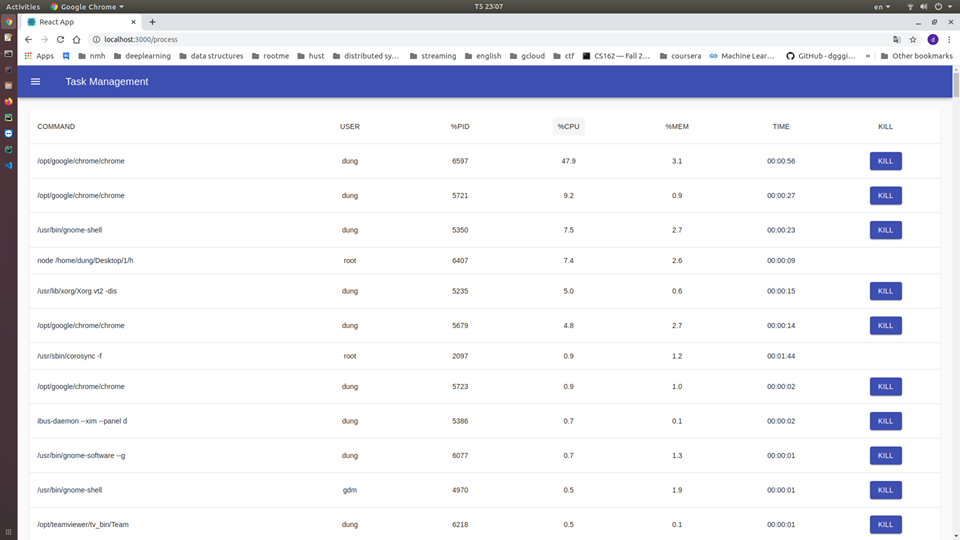 Activities Google Chrome T5 23:07 en
React App
localhost:3000/process d
Apps nmh deeplearning data structures rootme hust distributed sy... streaming english gcloud ctf CS162 — Fall 2... coursera Machine Lear... GitHub - dgggi... » Other bookmarks
Task Management
COMMAND USER %PID %CPU %MEM TIME KILL
/opt/google/chrome/chrome dung 6597 47.9 3.1 00:00:56 KILL
/opt/google/chrome/chrome dung 5721 9.2 0.9 00:00:27 KILL
/usr/bin/gnome-shell dung 5350 7.5 2.7 00:00:23 KILL
node /home/dung/Desktop/1/h root 6407 7.4 2.6 00:00:09
/usr/lib/xorg/Xorg vt2 -dis dung 5235 5.0 0.6 00:00:15 KILL
/opt/google/chrome/chrome dung 5679 4.8 2.7 00:00:14 KILL
/usr/sbin/corosync -f root 2097 0.9 1.2 00:01:44
/opt/google/chrome/chrome dung 5723 0.9 1.0 00:00:02 KILL
ibus-daemon --xim --panel d dung 5386 0.7 0.1 00:00:02 KILL
/usr/bin/gnome-software --g dung 6077 0.7 1.3 00:00:01 KILL
/usr/bin/gnome-shell gdm 4970 0.5 1.9 00:00:01 KILL
/opt/teamviewer/tv_bin/Team dung 6218 0.5 0.1 00:00:01 KILL